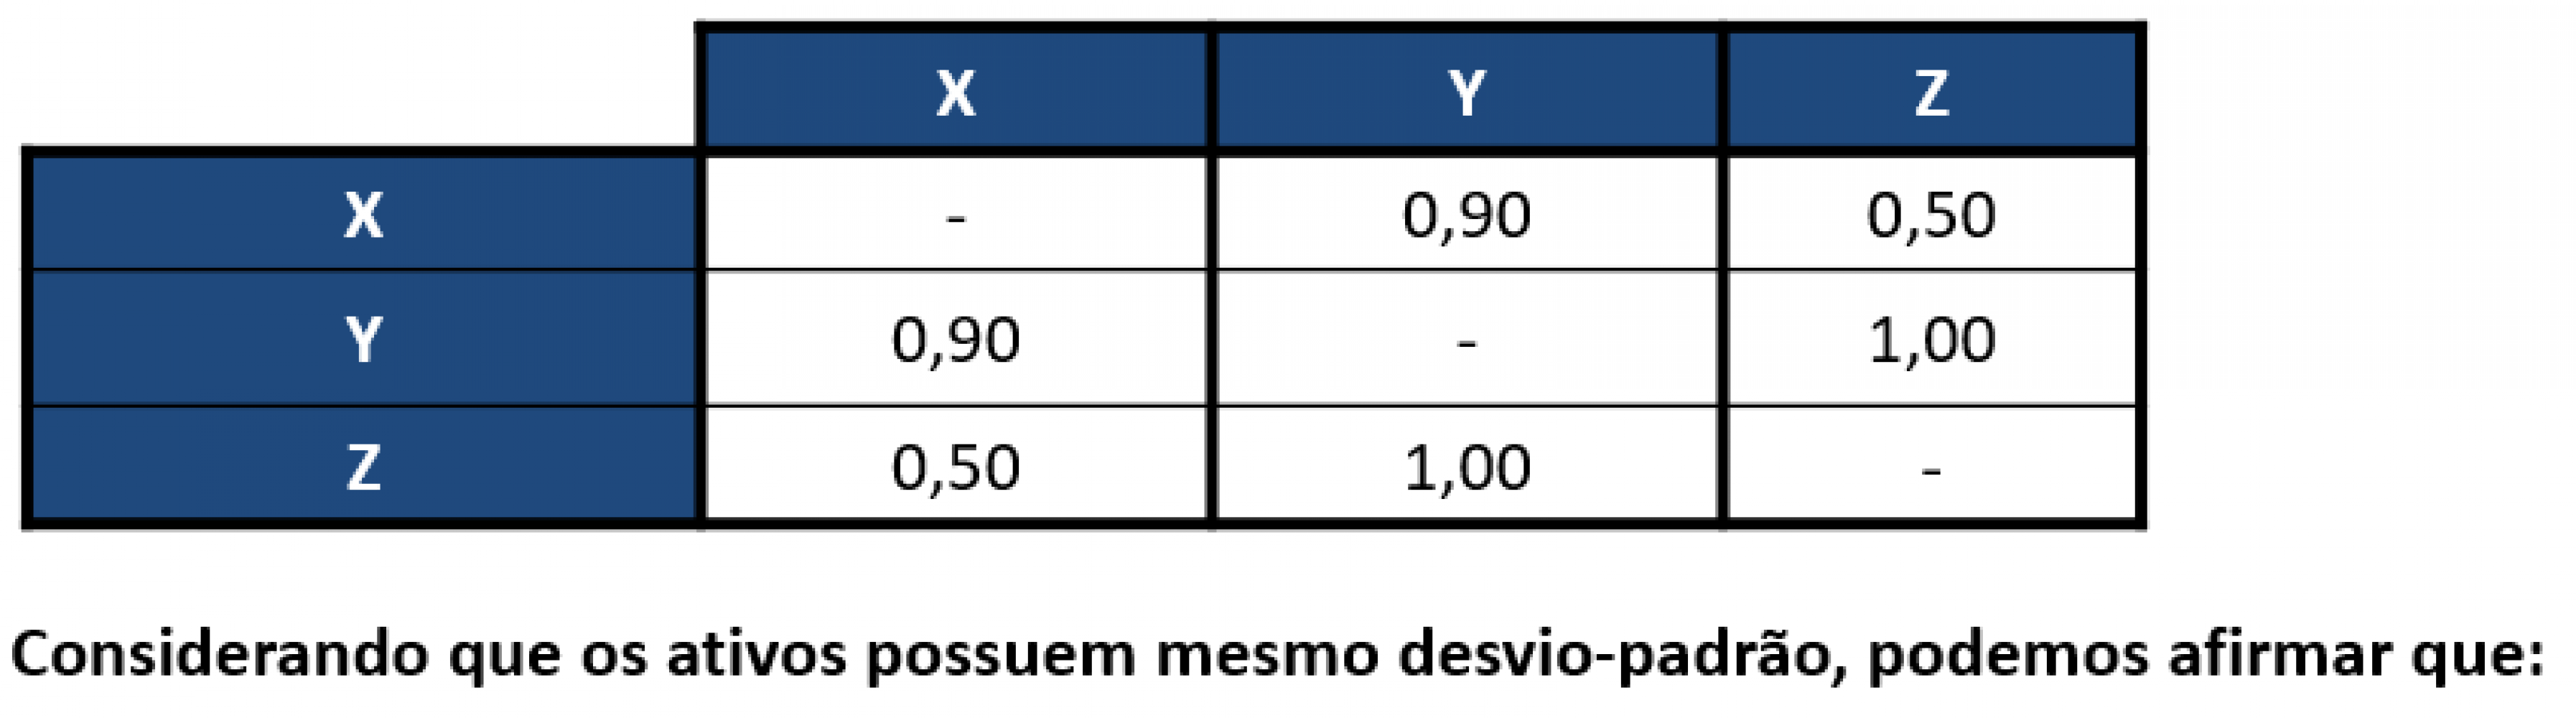 X Y Z
X - 0,90 0,50
Y 0,90 - 1,00
Z 0,50 1,00 -
Considerando que os ativos possuem mesmo desvio-padrão, podemos afirmar que: